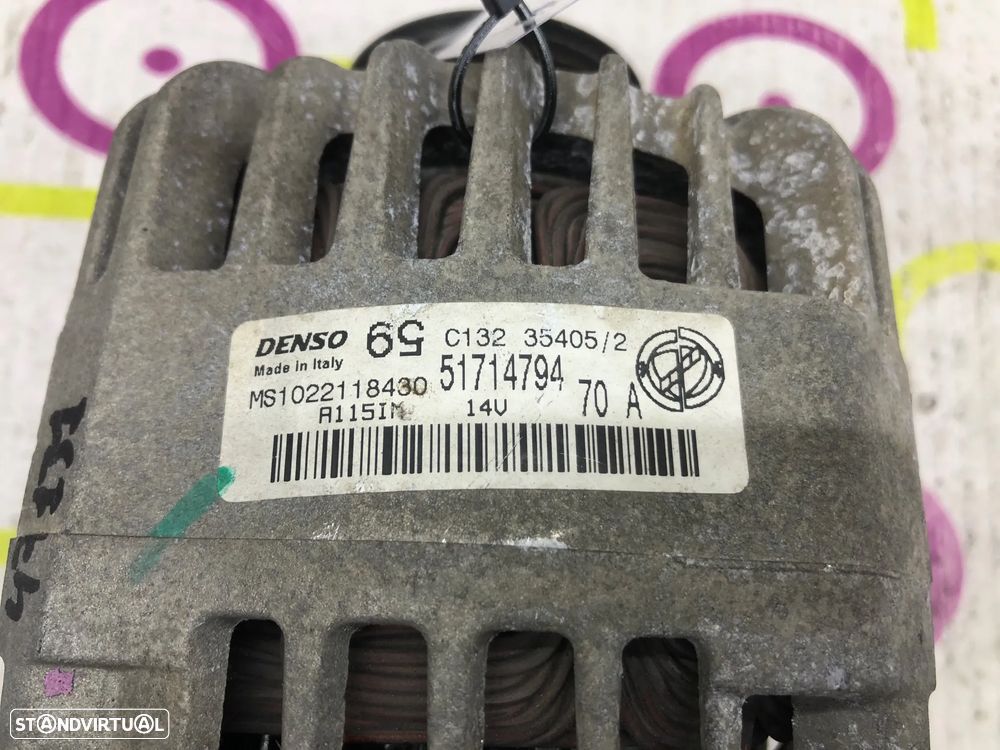 DENSO 59 C132 35405/2
Made in Italy
MS1022118430 51714794 70 A
A115IM 14V
STANDVIRTUAL